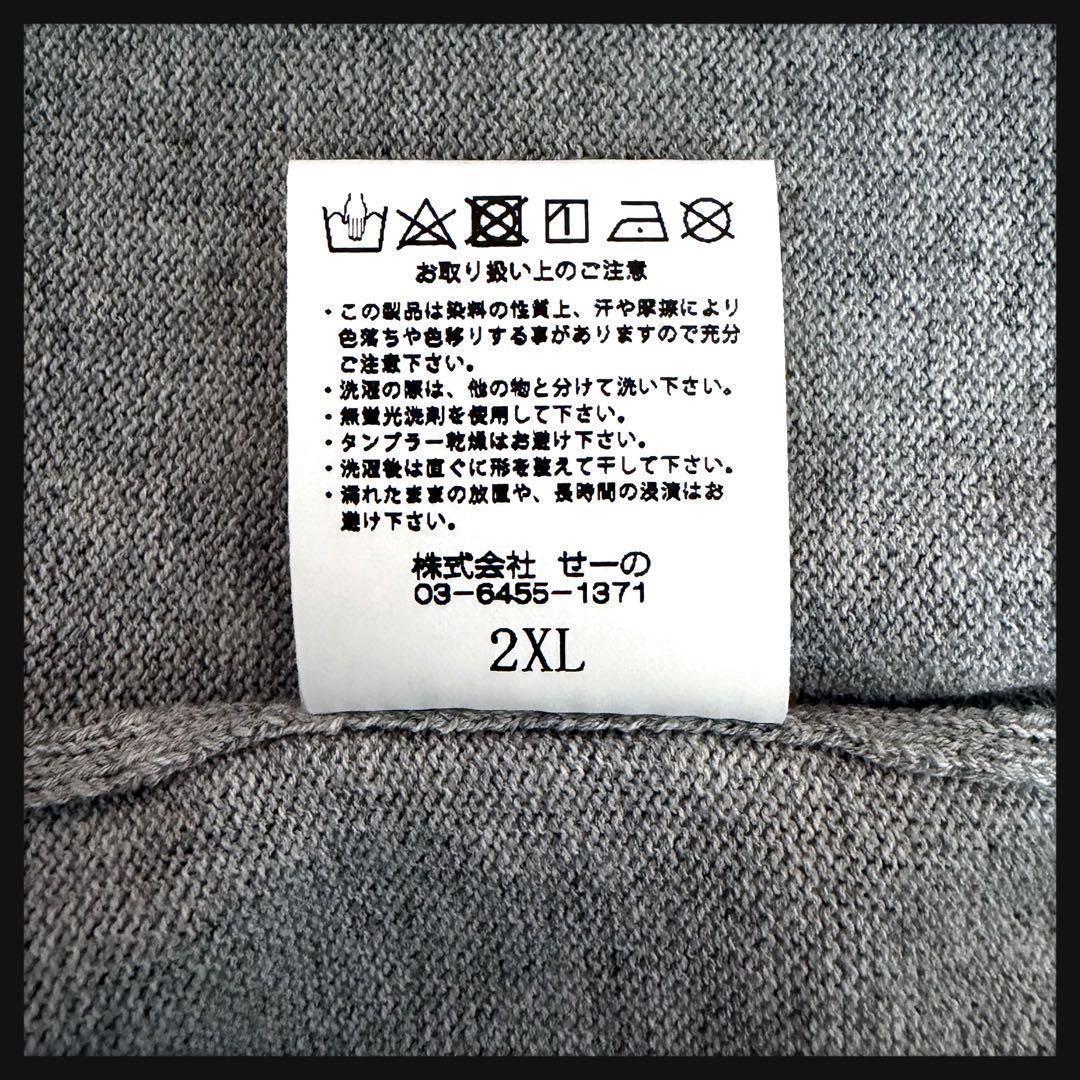 お取り扱い上のご注意
・この製品は染料の性質上、汗や摩擦により
色落ちや色移りする事がありますので充分
ご注意下さい。
・洗濯の際は、他の物と分けて洗い下さい。
・無蛍光洗剤を使用して下さい。
・タンブラー乾燥はお避け下さい。
・洗濯後は直ぐに形を整えて干して下さい。
・濡れたままの放置や、長時間の浸漬はお
避け下さい。
株式会社 せーの
03-6455-1371
2XL